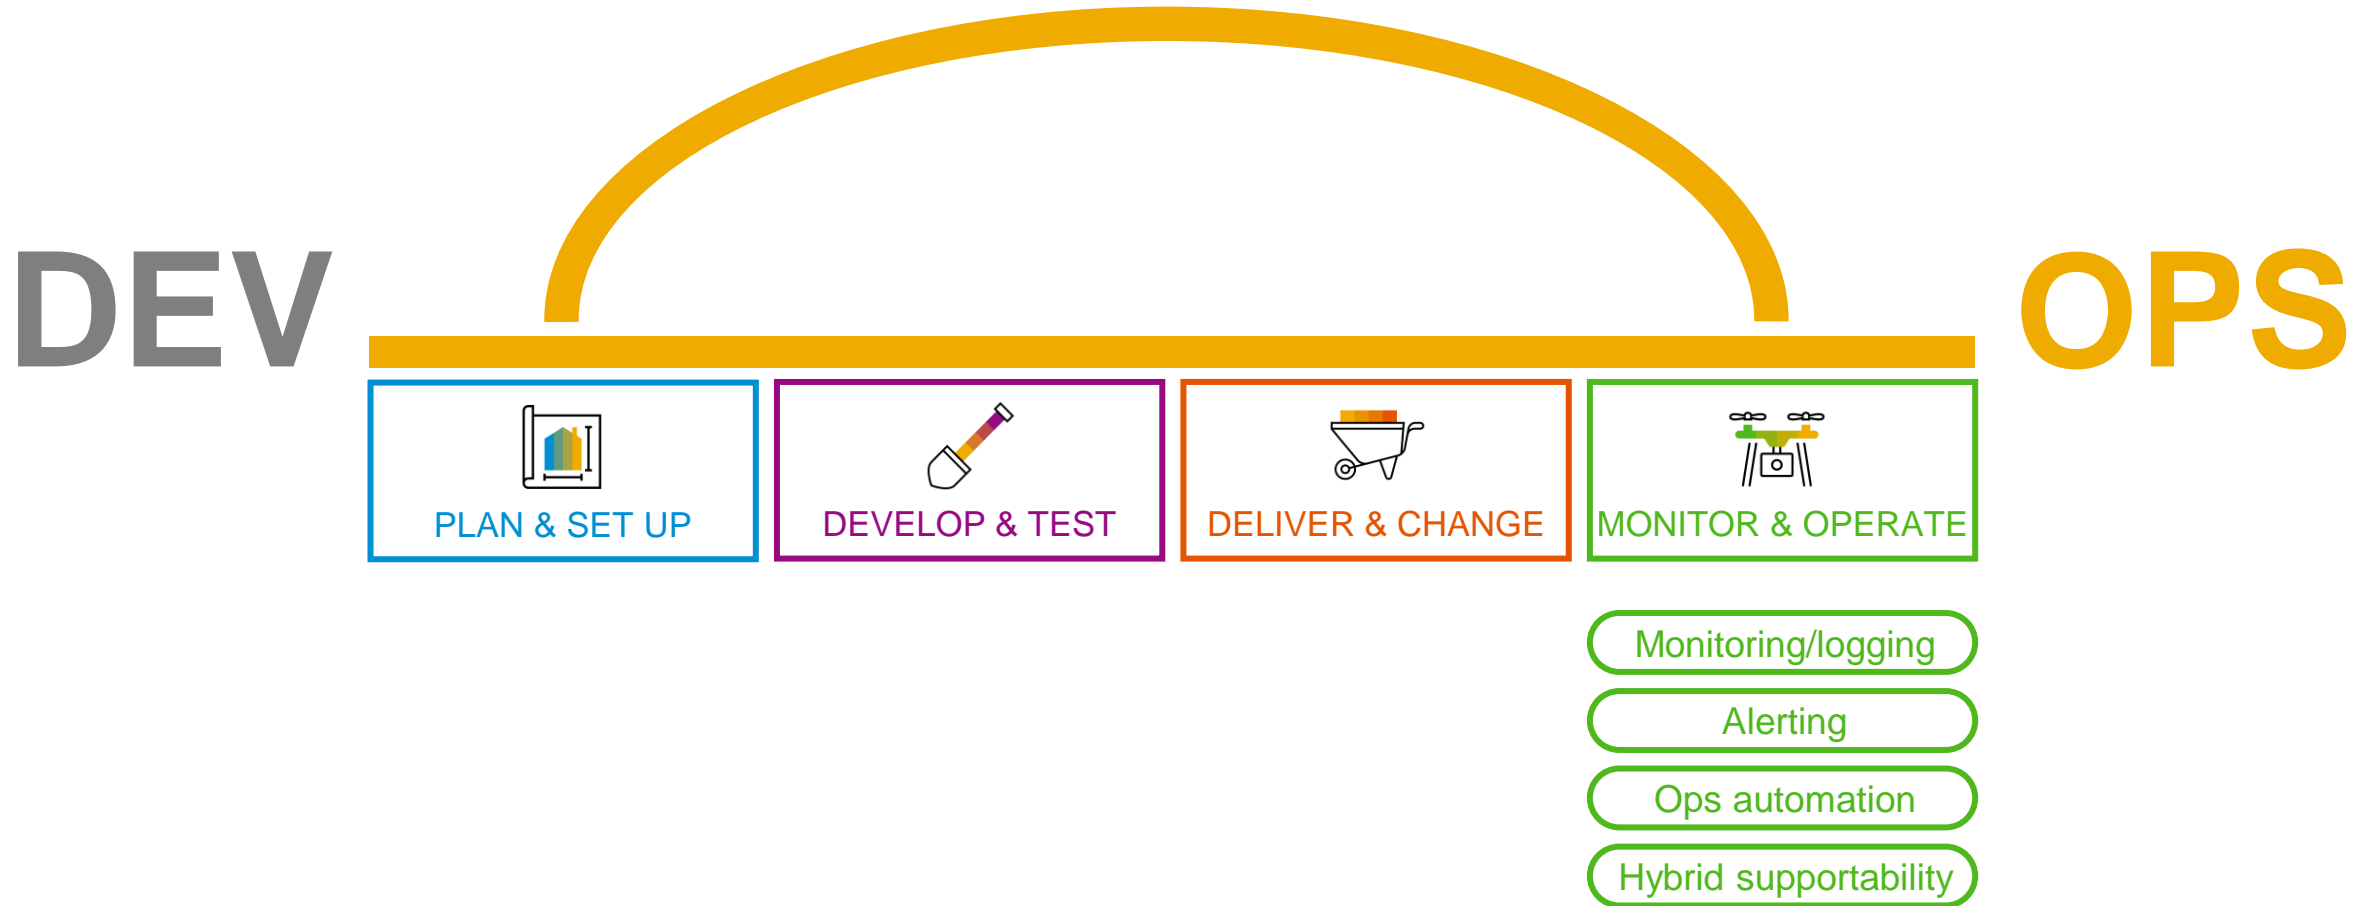 DEV
OPS
PLAN & SET UP
DEVELOP & TEST
DELIVER & CHANGE
MONITOR & OPERATE
Monitoring/logging
Alerting
Ops automation
Hybrid supportability